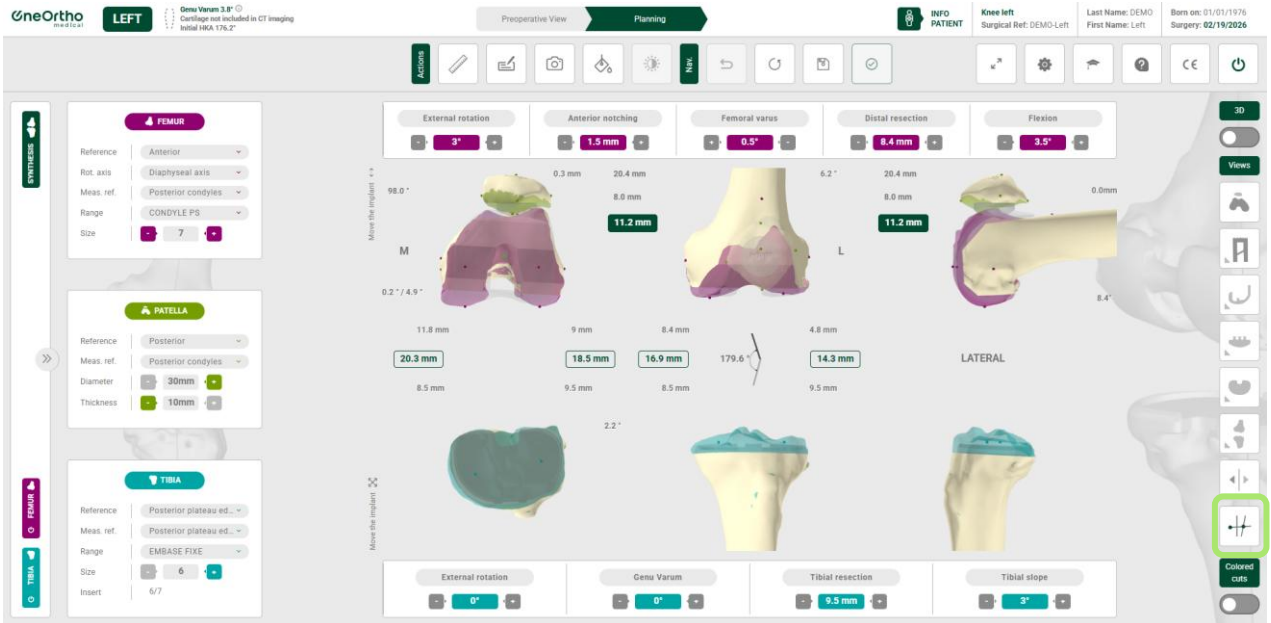 OneOrtho
medical
LEFT
Genu Varum 3.8°
Cartilage not included in CT imaging
Initial HKA 176.2°
Preoperative View
Planning
INFO
PATIENT
Knee left
Surgical Ref: DEMO-Left
Last Name: DEMO
First Name: Left
Born on: 01/01/1976
Surgery: 02/19/2026
Actions
Nav.
CE
SYNTHESIS
FEMUR
Reference Anterior
Rot. axis Diaphyseal axis
Meas. ref. Posterior condyles
Range CONDYLE PS
Size - 7 +
PATELLA
Reference Posterior
Meas. ref. Posterior condyles
Diameter - 30mm +
Thickness - 10mm +
TIBIA
Reference Posterior plateau ed...
Meas. ref. Posterior plateau ed...
Range EMBASE FIXE
Size - 6 +
Insert 6/7
FEMUR
TIBIA
External rotation
- 3° +
Anterior notching
- 1.5 mm +
Femoral varus
+ 0.5° -
Distal resection
- 8.4 mm +
Flexion
- 3.5° +
Move the implant
98.0 °
0.3 mm 20.4 mm
8.0 mm
11.2 mm
6.2 ° 20.4 mm
8.0 mm
11.2 mm
0.0mm
M
L
0.2 ° / 4.9 °
8.4°
11.8 mm 9 mm 8.4 mm 4.8 mm
20.3 mm 18.5 mm 16.9 mm 179.6 ° 14.3 mm LATERAL
8.5 mm 9.5 mm 8.5 mm 9.5 mm
2.2 °
Move the implant
External rotation
- 0° +
Genu Varum
- 0° +
Tibial resection
- 9.5 mm +
Tibial slope
- 3° +
3D
Views
Colored
cuts